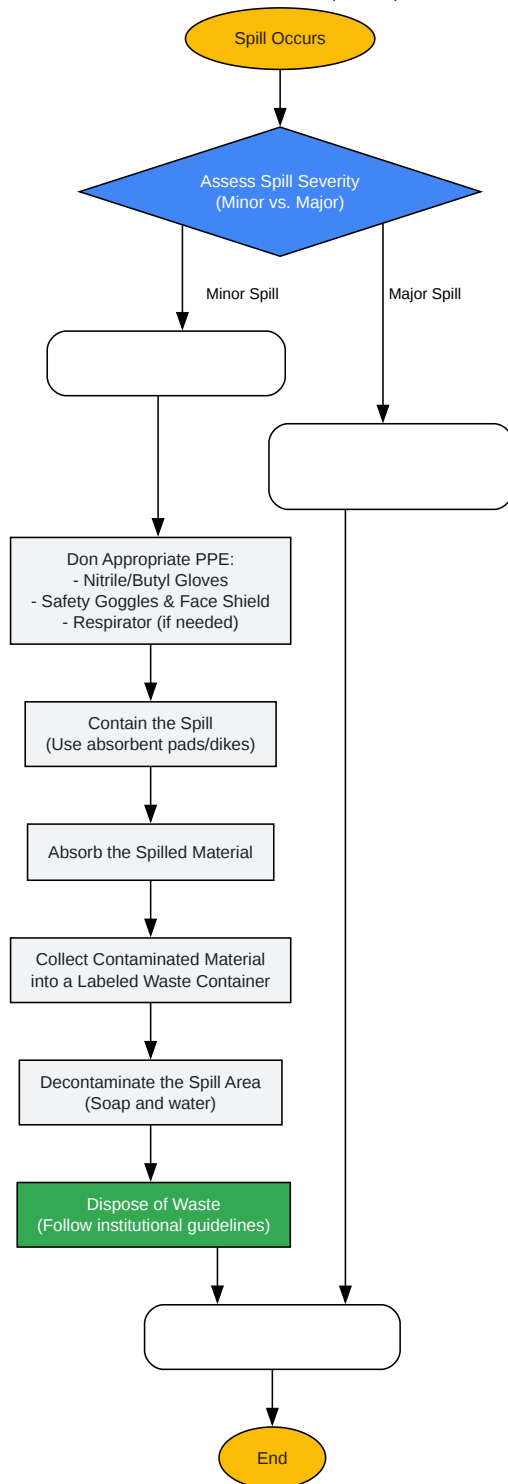 Spill Occurs
Assess Spill Severity
(Minor vs. Major)
Minor Spill
Major Spill
Don Appropriate PPE:
- Nitrile/Butyl Gloves
- Safety Goggles & Face Shield
- Respirator (if needed)
Contain the Spill
(Use absorbent pads/dikes)
Absorb the Spilled Material
Collect Contaminated Material
into a Labeled Waste Container
Decontaminate the Spill Area
(Soap and water)
Dispose of Waste
(Follow institutional guidelines)
End